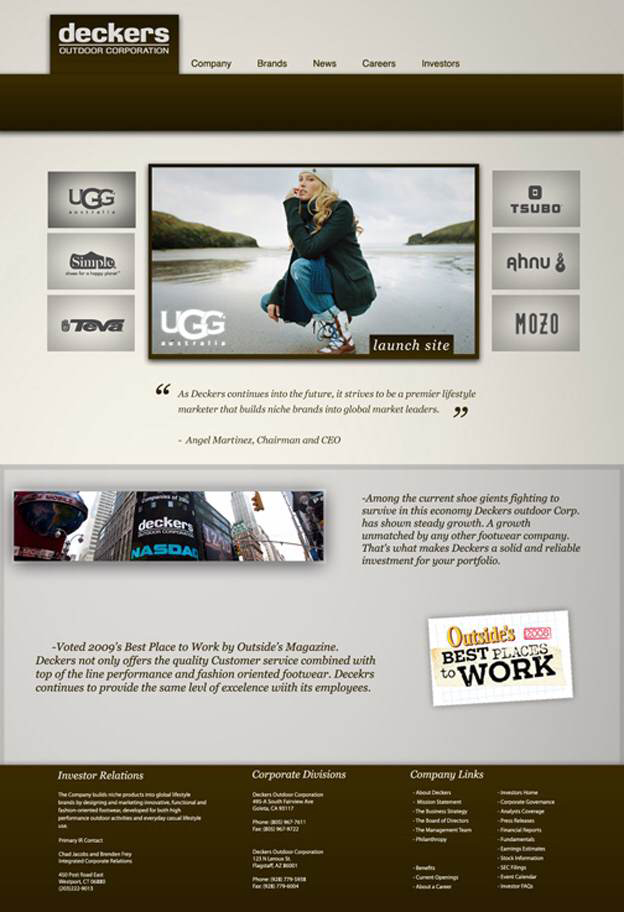 deckers
OUTDOOR CORPORATION
Company
Brands
News
Careers
Investors
UGG
australia
Simple
shoes for a happy planet
Teva
UGG
australia
launch site
TSUBO
Ahnu
MOZO
“ As Deckers continues into the future, it strives to be a premier lifestyle
marketer that builds niche brands into global market leaders. ”
- Angel Martinez, Chairman and CEO
companies of 2008
deckers
OUTDOOR CORPORATION
NASDAQ
-Among the current shoe gients fighting to
survive in this economy Deckers outdoor Corp.
has shown steady growth. A growth
unmatched by any other footwear company.
That's what makes Deckers a solid and reliable
investment for your portfolio.
-Voted 2009's Best Place to Work by Outside's Magazine.
Deckers not only offers the quality Customer service combined with
top of the line performance and fashion oriented footwear. Decekrs
continues to provide the same levl of excelence wiith its employees.
Outside's 2009
BEST PLACES
to WORK
Investor Relations
The Company builds niche products into global lifestyle
brands by designing and marketing innovative, functional and
fashion-oriented footwear, developed for both high
performance outdoor activities and everyday casual lifestyle
use.
Primary IR Contact
Chad Jacobs and Brendon Frey
Integrated Corporate Relations
450 Post Road East
Westport, CT 06880
(203)222-9013
Corporate Divisions
Deckers Outdoor Corporation
495-A South Fairview Ave
Goleta, CA 93117
Phone: (805) 967-7611
Fax: (805) 967-9722
Deckers Outdoor Corporation
123 N Leroux St.
Flagstaff, AZ 86001
Phone: (928) 779-5938
Fax: (928) 779-6004
Company Links
- About Deckers
- Mission Statement
- The Business Strategy
- The Board of Directors
- The Management Team
- Philanthropy
- Benefits
- Current Openings
- About a Career
- Investors Home
- Corporate Governance
- Analysts Coverage
- Press Releases
- Financial Reports
- Fundamentals
- Earnings Estimates
- Stock Information
- SEC Filings
- Event Calendar
- Investor FAQs